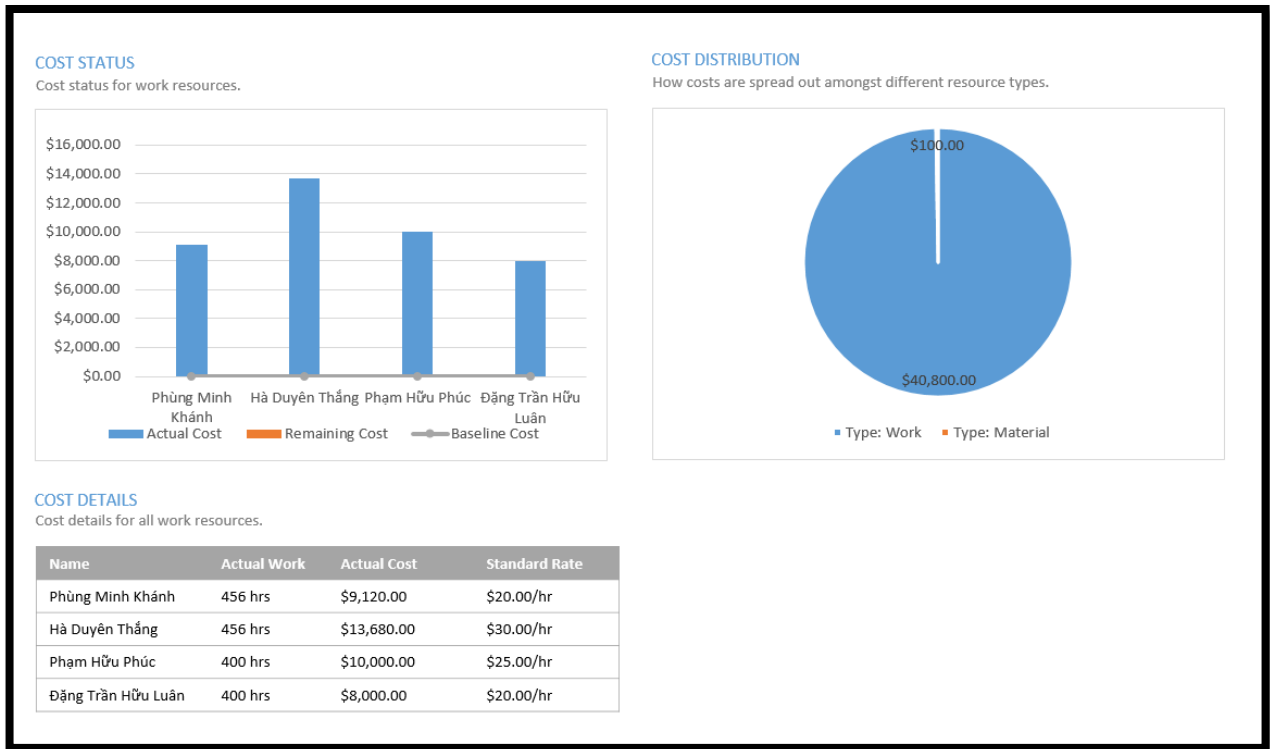 COST STATUS
Cost status for work resources.
$16,000.00
$14,000.00
$12,000.00
$10,000.00
$8,000.00
$6,000.00
$4,000.00
$2,000.00
$0.00
Phùng Minh Khánh
Hà Duyên Thắng
Phạm Hữu Phúc
Đặng Trần Hữu Luân
Actual Cost Remaining Cost Baseline Cost
COST DISTRIBUTION
How costs are spread out amongst different resource types.
$100.00
$40,800.00
Type: Work Type: Material
COST DETAILS
Cost details for all work resources.
Name Actual Work Actual Cost Standard Rate
Phùng Minh Khánh 456 hrs $9,120.00 $20.00/hr
Hà Duyên Thắng 456 hrs $13,680.00 $30.00/hr
Phạm Hữu Phúc 400 hrs $10,000.00 $25.00/hr
Đặng Trần Hữu Luân 400 hrs $8,000.00 $20.00/hr